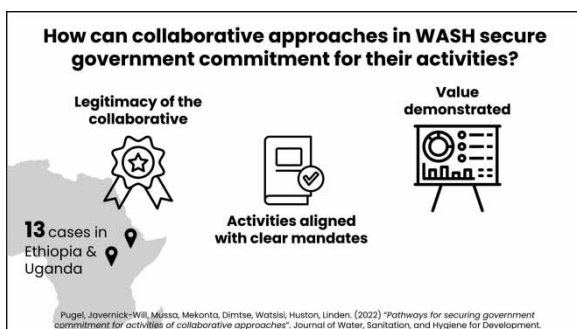 How can collaborative approaches in WASH secure
government commitment for their activities?
Legitimacy of the
collaborative
Activities aligned
with clear mandates
Value
demonstrated
13 cases in
Ethiopia &
Uganda
Pugel, Javernick-Will, Mussa, Mekonta, Dimtse, Watsisi, Huston, Linden. (2022) "Pathways for securing government
commitment for activities of collaborative approaches". Journal of Water, Sanitation, and Hygiene for Development.